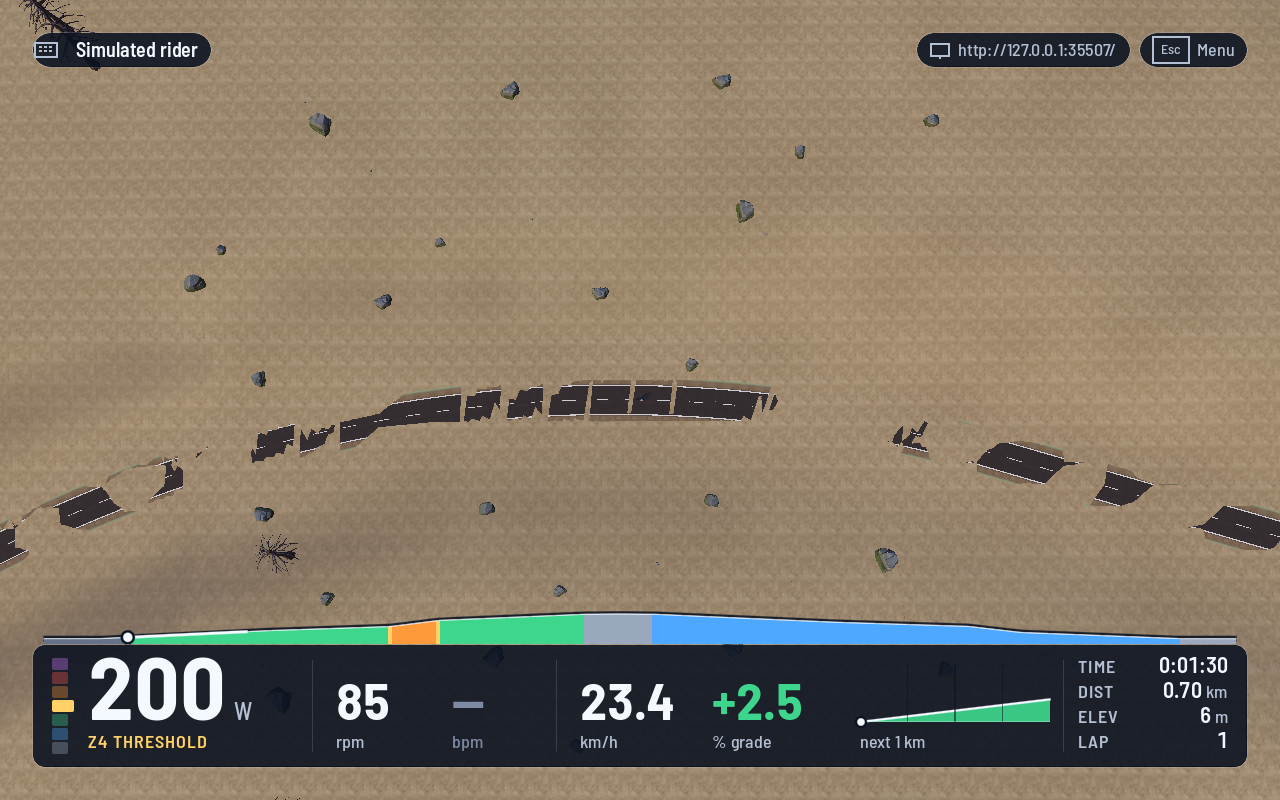 Simulated rider
http://127.0.0.1:35507/
Esc Menu
200 W
Z4 THRESHOLD
85
rpm
—
bpm
23.4
km/h
+2.5
% grade
next 1 km
TIME 0:01:30
DIST 0.70 km
ELEV 6 m
LAP 1